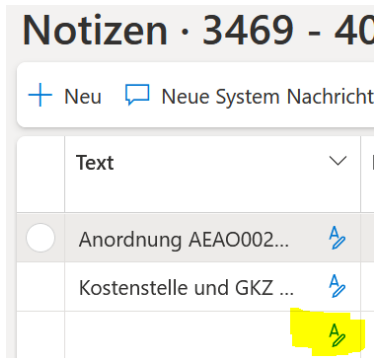 Notizen · 3469 - 40
Neu Neue System Nachricht
Text
Anordnung AEAO002...
Kostenstelle und GKZ ...